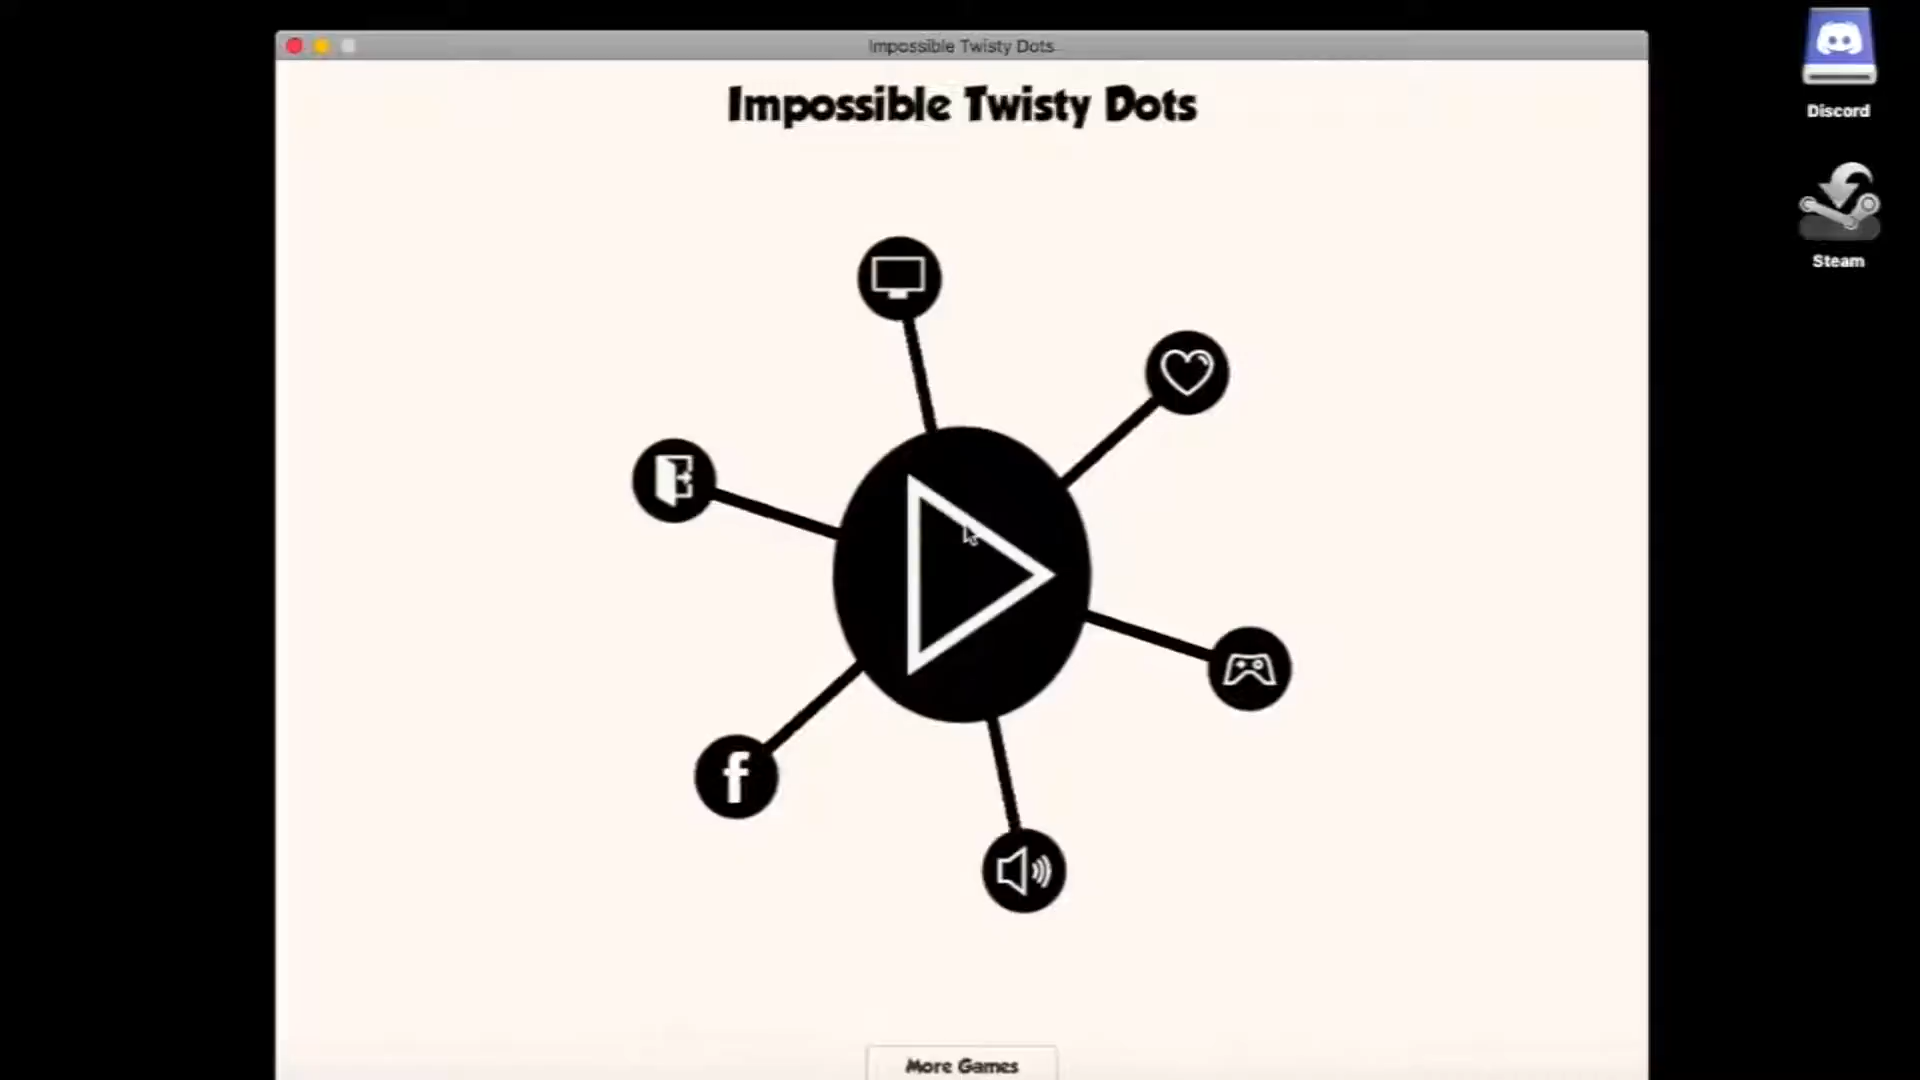 Impossible Twisty Dots
Impossible Twisty Dots
Discord
Steam
f
More Games